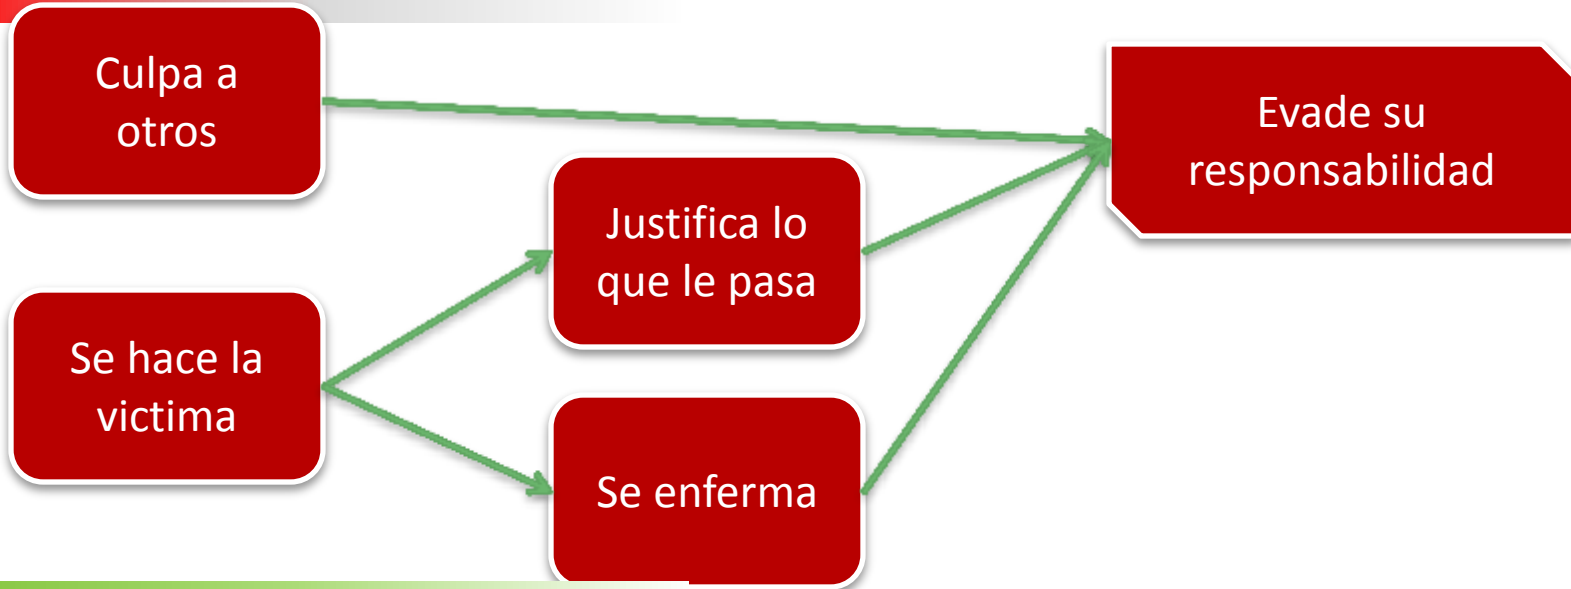 Culpa a
otros
Evade su
responsabilidad
Justifica lo
que le pasa
Se hace la
victima
Se enferma